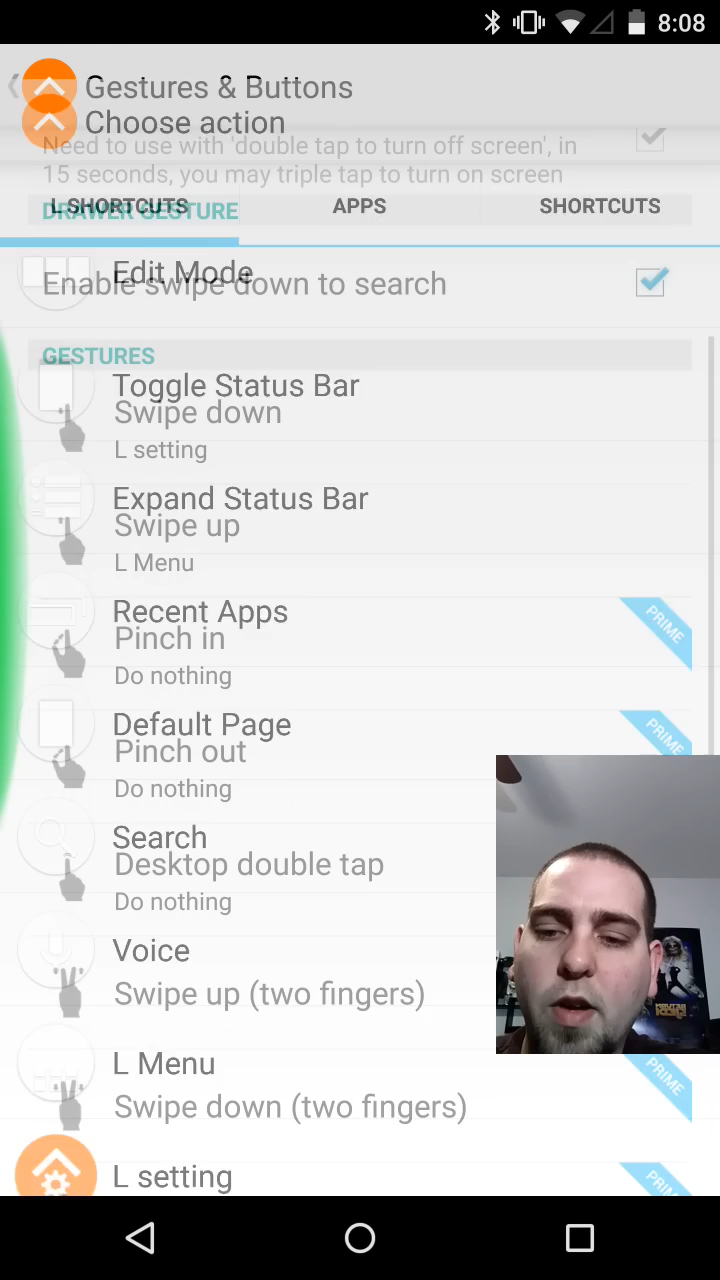 8:08
Gestures & Buttons
Choose action
Need to use with 'double tap to turn off screen', in
15 seconds, you may triple tap to turn on screen
L SHORTCUTS
APPS
SHORTCUTS
DRAWER GESTURE
Edit Mode
Enable swipe down to search
GESTURES
Toggle Status Bar
Swipe down
L setting
Expand Status Bar
Swipe up
L Menu
Recent Apps
PRIME
Pinch in
Do nothing
Default Page
PRIME
Pinch out
Do nothing
Search
Desktop double tap
Do nothing
Voice
Swipe up (two fingers)
L Menu
PRIME
Swipe down (two fingers)
L setting
PRIME